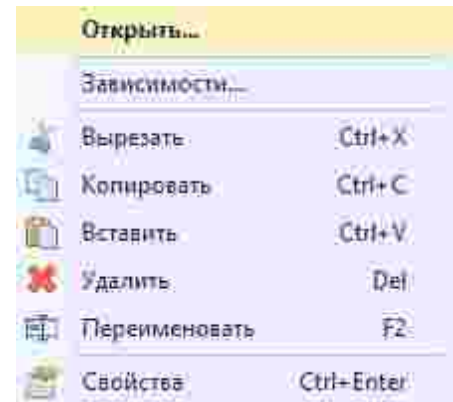 Открыть...
Зависимости...
Вырезать Ctrl+X
Копировать Ctrl+C
Вставить Ctrl+V
Удалить Del
Переименовать F2
Свойства Ctrl+Enter